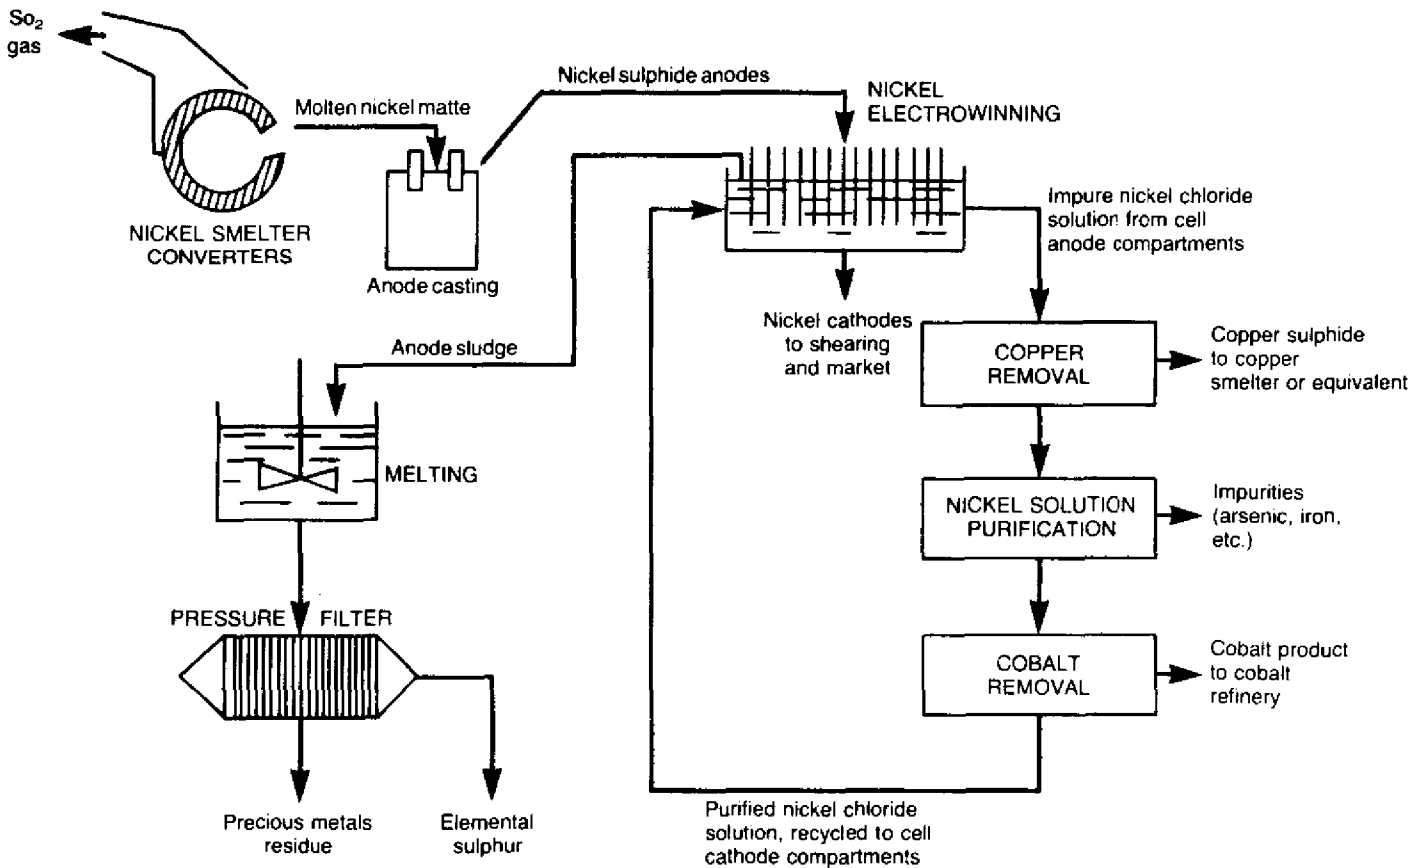 So2
gas
Molten nickel matte
NICKEL SMELTER
CONVERTERS
Anode casting
Nickel sulphide anodes
NICKEL
ELECTROWINNING
Impure nickel chloride
solution from cell
anode compartments
Nickel cathodes
to shearing
and market
Anode sludge
MELTING
PRESSURE FILTER
Precious metals
residue
Elemental
sulphur
COPPER
REMOVAL
Copper sulphide
to copper
smelter or equivalent
NICKEL SOLUTION
PURIFICATION
Impurities
(arsenic, iron,
etc.)
COBALT
REMOVAL
Cobalt product
to cobalt
refinery
Purified nickel chloride
solution, recycled to cell
cathode compartments